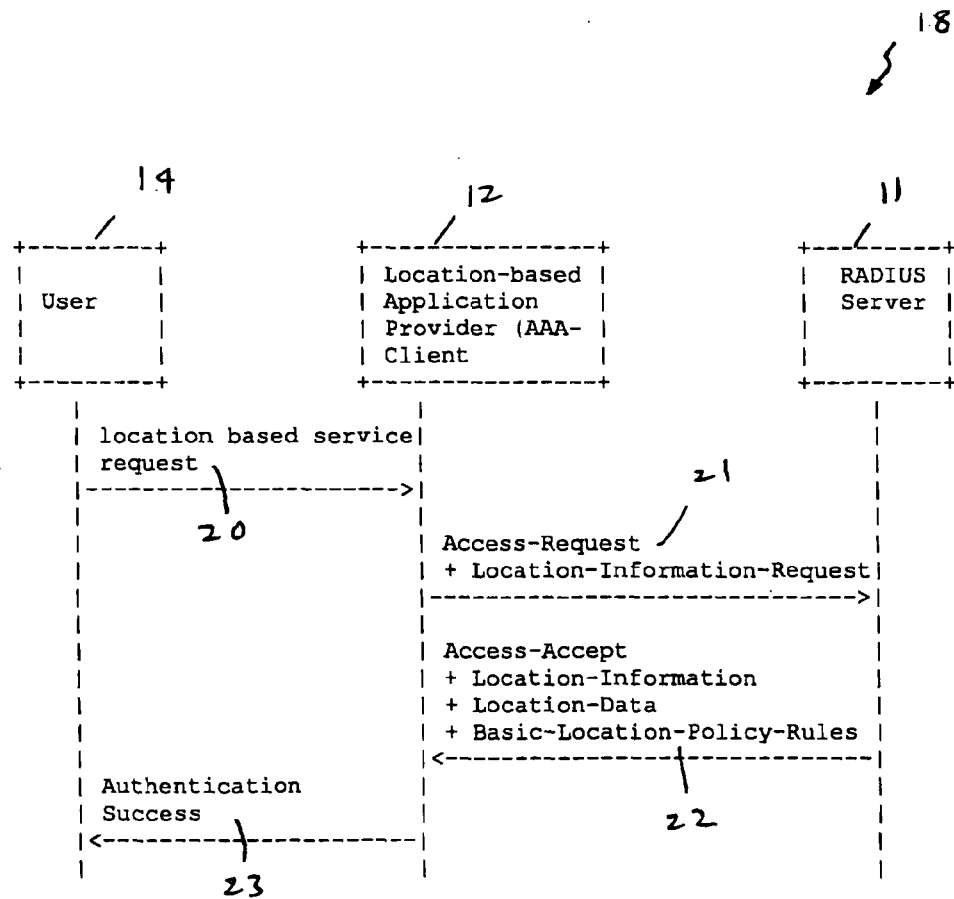 18
14
12
11
User
Location-based
Application
Provider (AAA-
Client
RADIUS
Server
location based service
request
20
21
Access-Request
+ Location-Information-Request
Access-Accept
+ Location-Information
+ Location-Data
+ Basic-Location-Policy-Rules
22
Authentication
Success
23